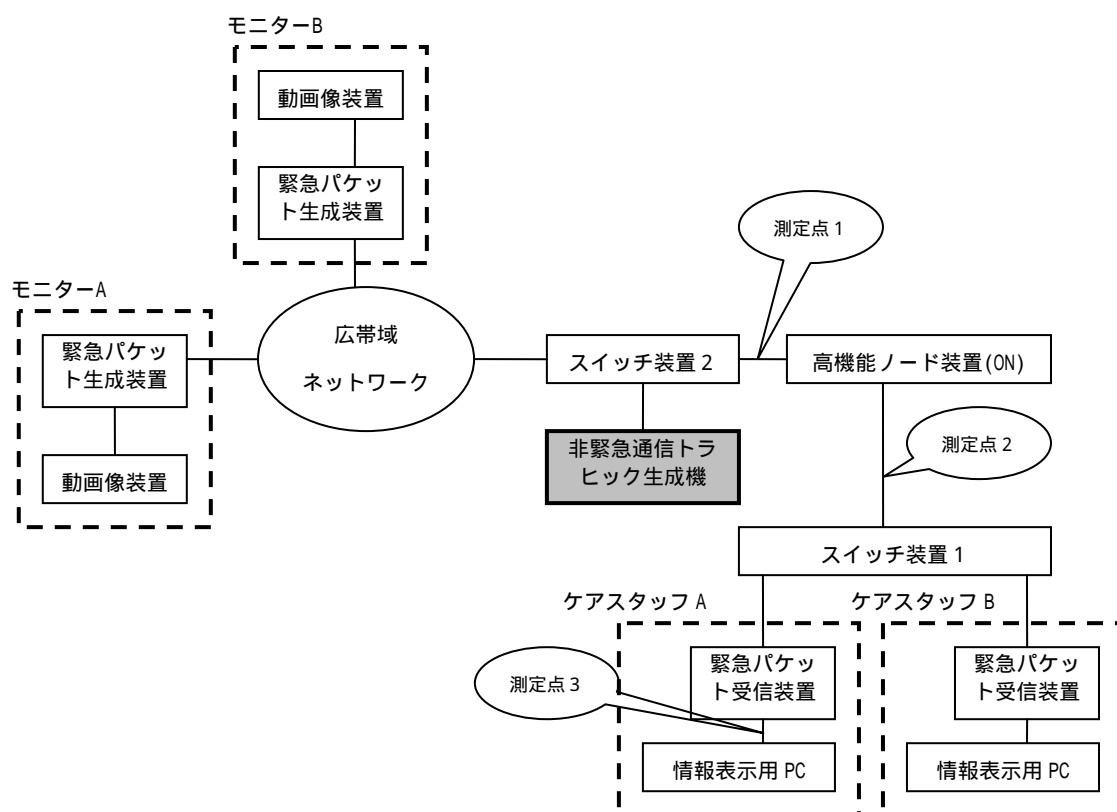 モニターB
動画像装置
緊急パケッ
ト生成装置
測定点1
モニターA
緊急パケッ
ト生成装置
動画像装置
広帯域
ネットワーク
スイッチ装置2
高機能ノード装置(ON)
非緊急通信トラ
ヒック生成機
測定点2
スイッチ装置1
ケアスタッフA
ケアスタッフB
緊急パケッ
ト受信装置
緊急パケッ
ト受信装置
測定点3
情報表示用PC
情報表示用PC